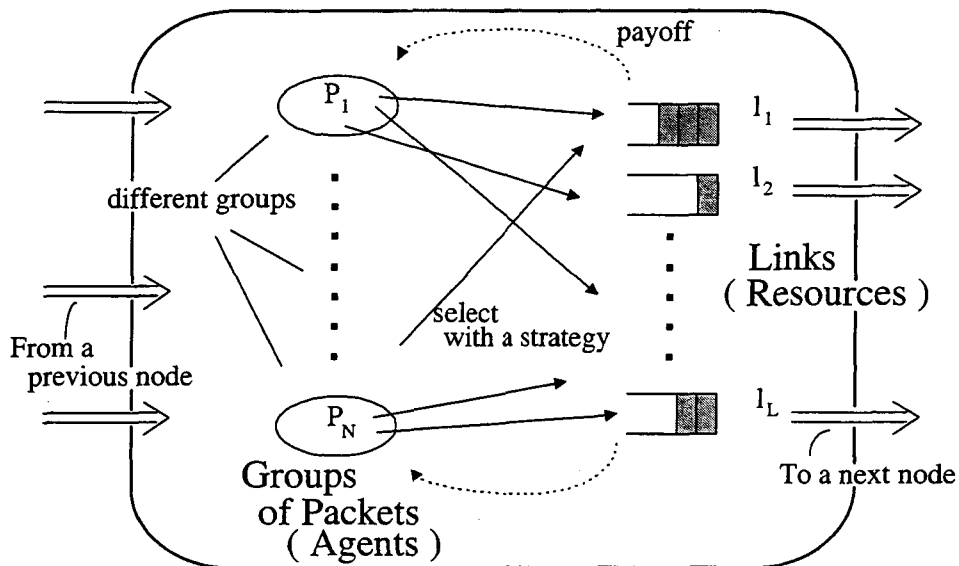 payoff
P1
l1
l2
different groups
Links
( Resources )
select
with a strategy
From a
previous node
PN
lL
To a next node
Groups
of Packets
( Agents )